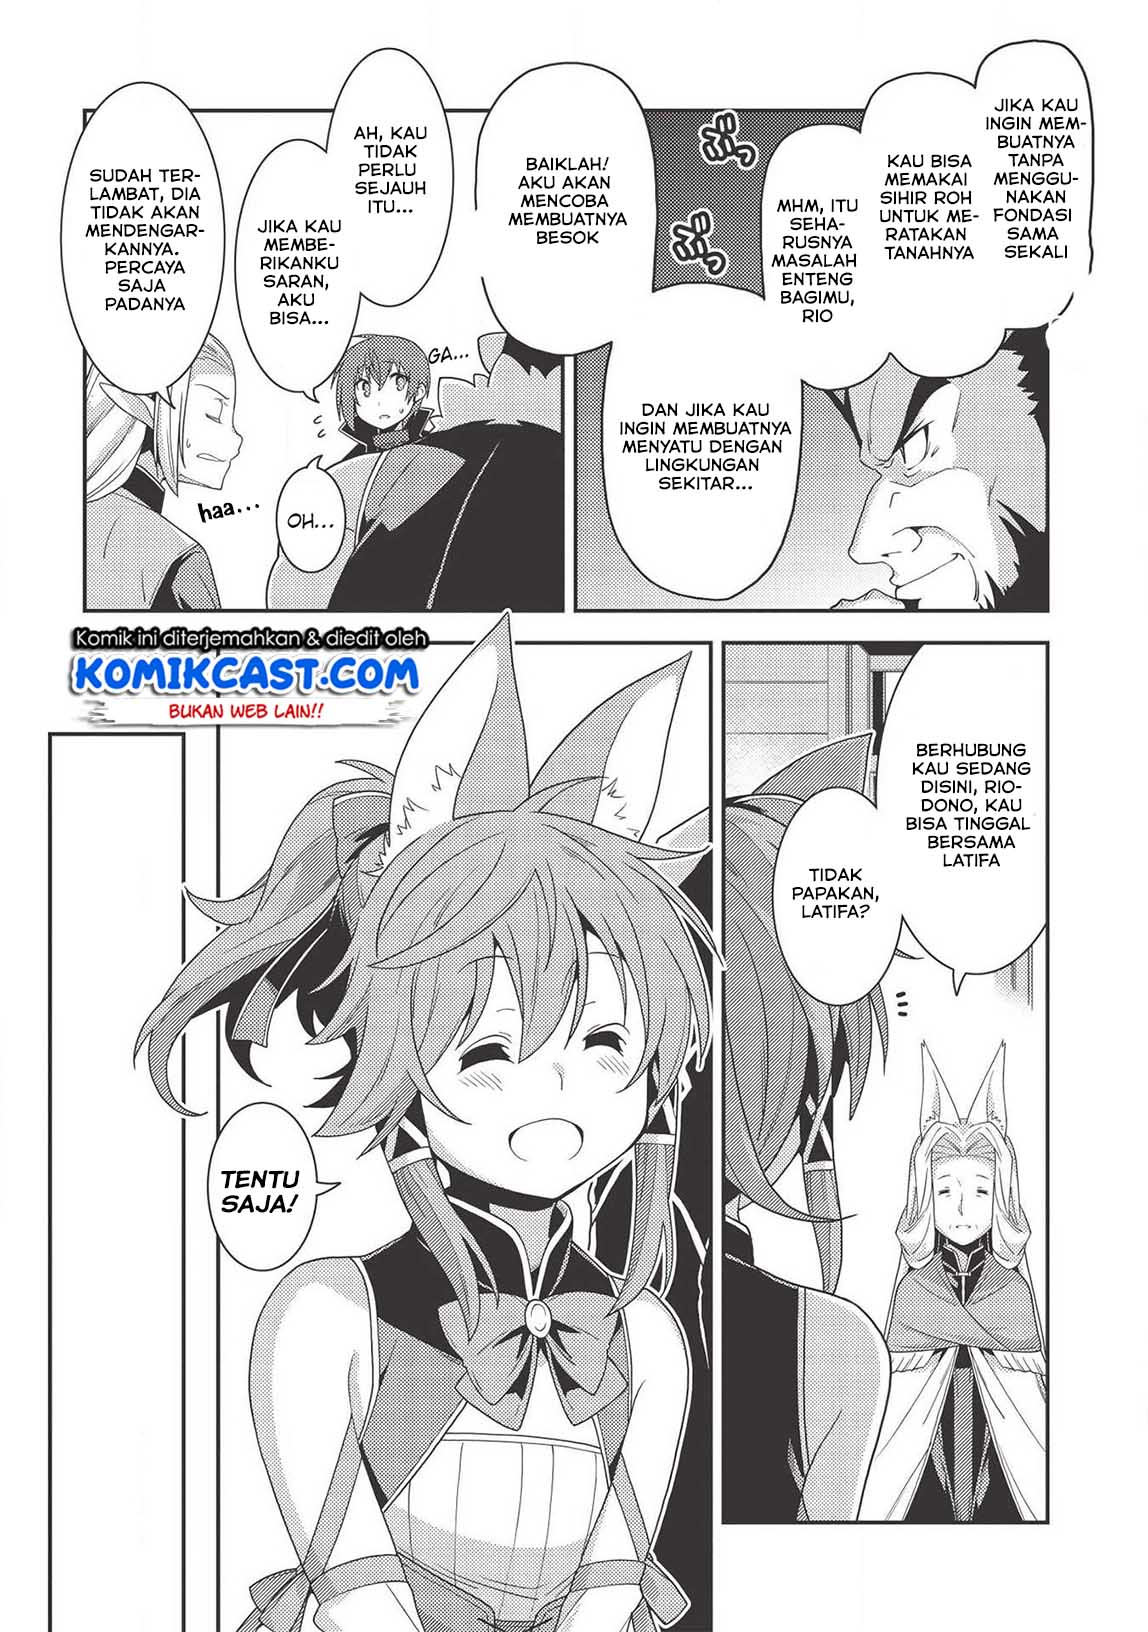 JIKA KAU
INGIN MEM-
BUATNYA
TANPA
MENGGU-
NAKAN
FONDASI
SAMA
SEKALI
KAU BISA
MEMAKAI
SIHIR ROH
UNTUK ME-
RATAKAN
TANAHNYA
MHM, ITU
SEHA-
RUSNYA
MASALAH
ENTENG
BAGIMU,
RIO
ぶつ
ぶつ
DAN JIKA KAU
INGIN MEMBUATNYA
MENYATU DENGAN
LINGKUNGAN
SEKITAR...
BAIKLAH!
AKU AKAN
MENCOBA
MEMBUATNYA
BESOK
AH, KAU
TIDAK
PERLU
SEJAUH
ITU...
JIKA KAU
MEMBE-
RIKANKU
SARAN,
AKU
BISA...
GA...
OH...
SUDAH TER-
LAMBAT, DIA
TIDAK AKAN
MENDENGAR-
KANNYA.
PERCAYA
SAJA
PADANYA
haa...
Komik ini diterjemahkan & diedit oleh
KOMIKCAST.COM
BUKAN WEB LAIN!!
BERHUBUNG
KAU SEDANG
DISINI, RIO-
DONO, KAU
BISA TINGGAL
BERSAMA
LATIFA
TIDAK
PAPAKAN,
LATIFA?
TENTU
SAJA!